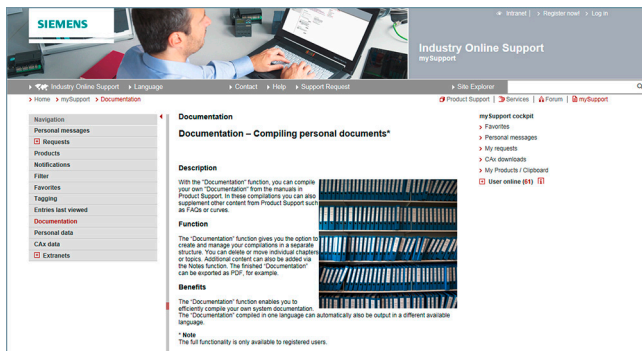 SIEMENS
Intranet | Register now! Log in
Industry Online Support
mySupport
Industry Online Support Language
Contact Help Support Request
Site Explorer
Home mySupport Documentation
Product Support | Services | Forum | mySupport
Navigation
Personal messages
Requests
Products
Notifications
Filter
Favorites
Tagging
Entries last viewed
Documentation
Personal data
CAx data
Extranets
Documentation
Documentation – Compiling personal documents*
Description
With the "Documentation" function, you can compile
your own "Documentation" from the manuals in
Product Support. In these compilations you can also
supplement other content from Product Support such
as FAQs or curves.
Function
The "Documentation" function gives you the option to
create and manage your compilations in a separate
structure. You can delete or move individual chapters
or topics. Additional content can also be added via
the Notes function. The finished "Documentation"
can be exported as PDF, for example.
Benefits
The "Documentation" function enables you to
efficiently compile your own system documentation.
The "Documentation" compiled in one language can automatically also be output in a different available
language.
* Note
The full functionality is only available to registered users.
mySupport cockpit
Favorites
Personal messages
My requests
CAx downloads
My Products / Clipboard
User online (61)